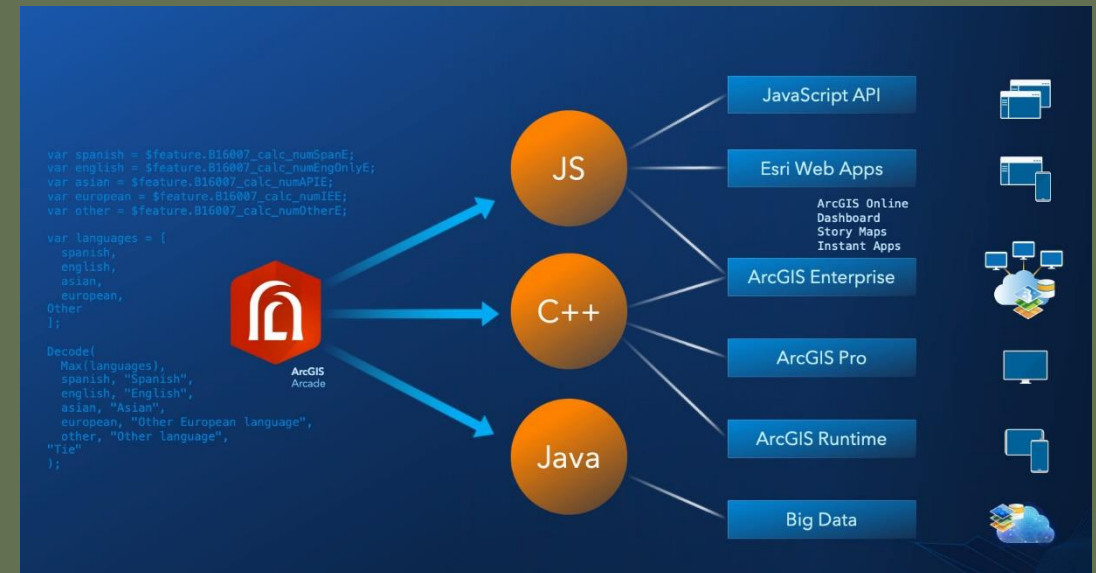 var spanish = $feature.B16007_calc_numSpanE;
var english = $feature.B16007_calc_numEngOnlyE;
var asian = $feature.B16007_calc_numAPIE;
var european = $feature.B16007_calc_numIEE;
var other = $feature.B16007_calc_numOtherE;
var languages = [
spanish,
english,
asian,
european,
Other
];
Decode(
Max(languages),
spanish, "Spanish",
english, "English",
asian, "Asian",
european, "Other European language",
other, "Other language",
"Tie"
);
ArcGIS
Arcade
JS
C++
Java
JavaScript API
Esri Web Apps
ArcGIS Online
Dashboard
Story Maps
Instant Apps
ArcGIS Enterprise
ArcGIS Pro
ArcGIS Runtime
Big Data